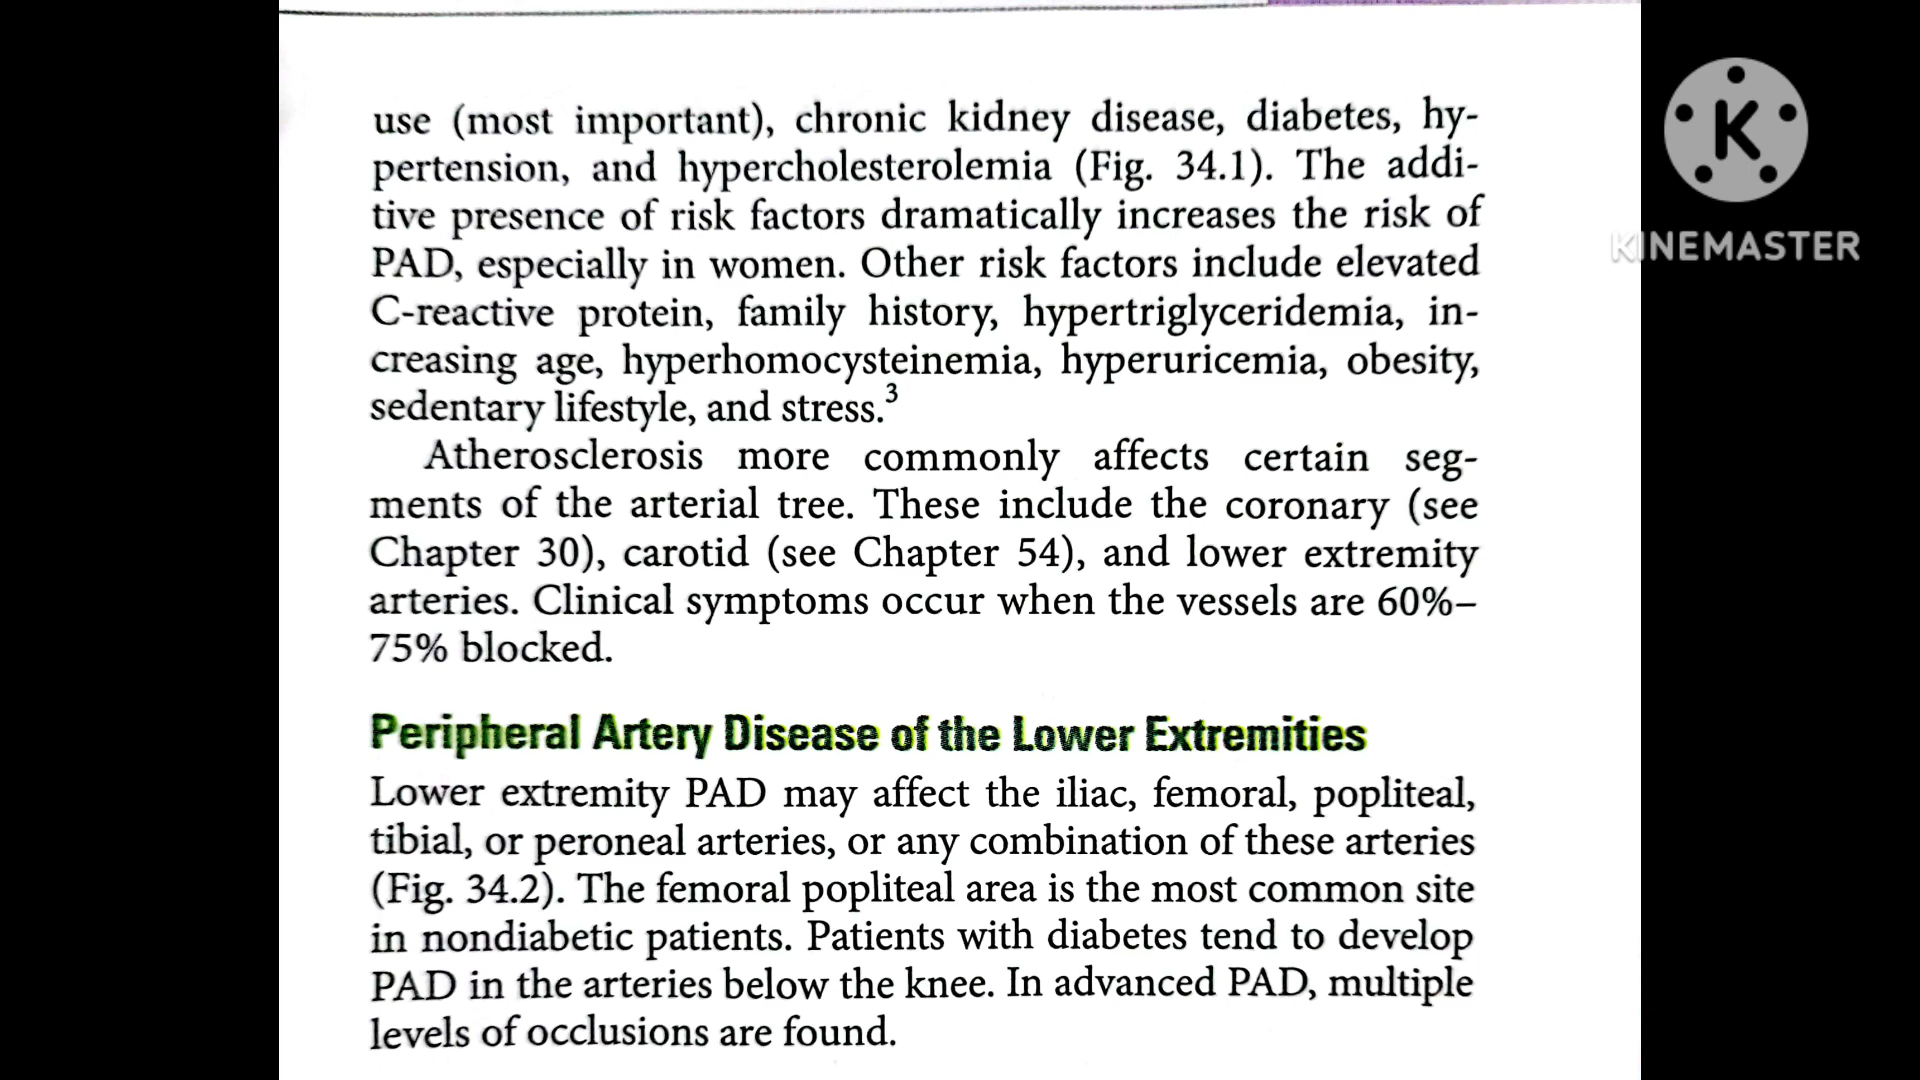 use (most important), chronic kidney disease, diabetes, hy-
pertension, and hypercholesterolemia (Fig. 34.1). The addi-
tive presence of risk factors dramatically increases the risk of
PAD, especially in women. Other risk factors include elevated
C-reactive protein, family history, hypertriglyceridemia, in-
creasing age, hyperhomocysteinemia, hyperuricemia, obesity,
sedentary lifestyle, and stress.³
Atherosclerosis more commonly affects certain seg-
ments of the arterial tree. These include the coronary (see
Chapter 30), carotid (see Chapter 54), and lower extremity
arteries. Clinical symptoms occur when the vessels are 60%–
75% blocked.
Peripheral Artery Disease of the Lower Extremities
Lower extremity PAD may affect the iliac, femoral, popliteal,
tibial, or peroneal arteries, or any combination of these arteries
(Fig. 34.2). The femoral popliteal area is the most common site
in nondiabetic patients. Patients with diabetes tend to develop
PAD in the arteries below the knee. In advanced PAD, multiple
levels of occlusions are found.
K
KINEMASTER